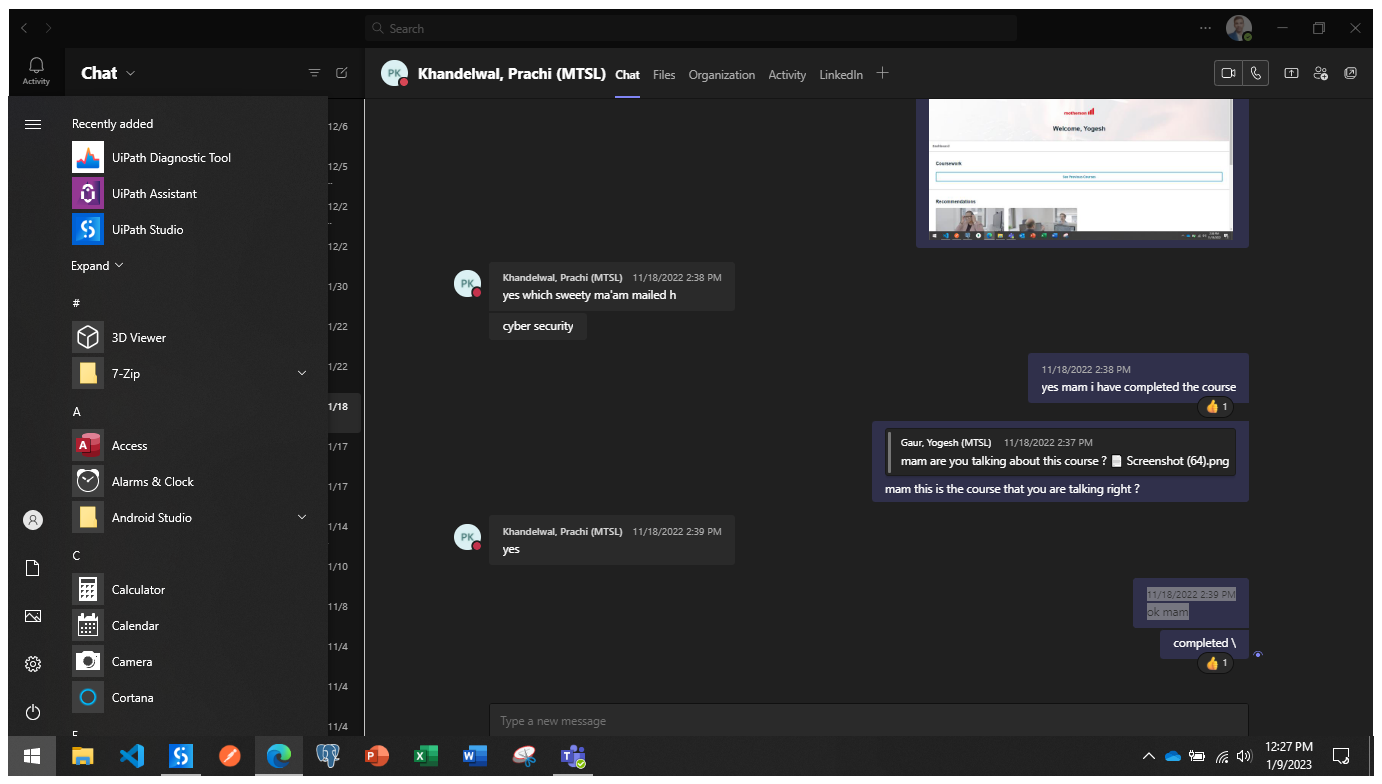 Search
Activity
Chat
PK
Khandelwal, Prachi (MTSL)
Chat
Files
Organization
Activity
LinkedIn
Recently added
UiPath Diagnostic Tool
UiPath Assistant
UiPath Studio
Expand
#
3D Viewer
7-Zip
A
Access
Alarms & Clock
Android Studio
C
Calculator
Calendar
Camera
Cortana
12/6
12/5
12/2
12/2
1/30
1/22
1/22
1/18
1/17
1/17
1/14
1/10
11/8
11/4
11/4
11/4
Welcome, Yogesh
Coursework
Recommendations
PK
Khandelwal, Prachi (MTSL) 11/18/2022 2:38 PM
yes which sweety ma'am mailed h
cyber security
11/18/2022 2:38 PM
yes mam i have completed the course
👍 1
Gaur, Yogesh (MTSL) 11/18/2022 2:37 PM
mam are you talking about this course ? Screenshot (64).png
mam this is the course that you are talking right ?
PK
Khandelwal, Prachi (MTSL) 11/18/2022 2:39 PM
yes
11/18/2022 2:39 PM
ok mam
completed \
👍 1
Type a new message
12:27 PM
1/9/2023